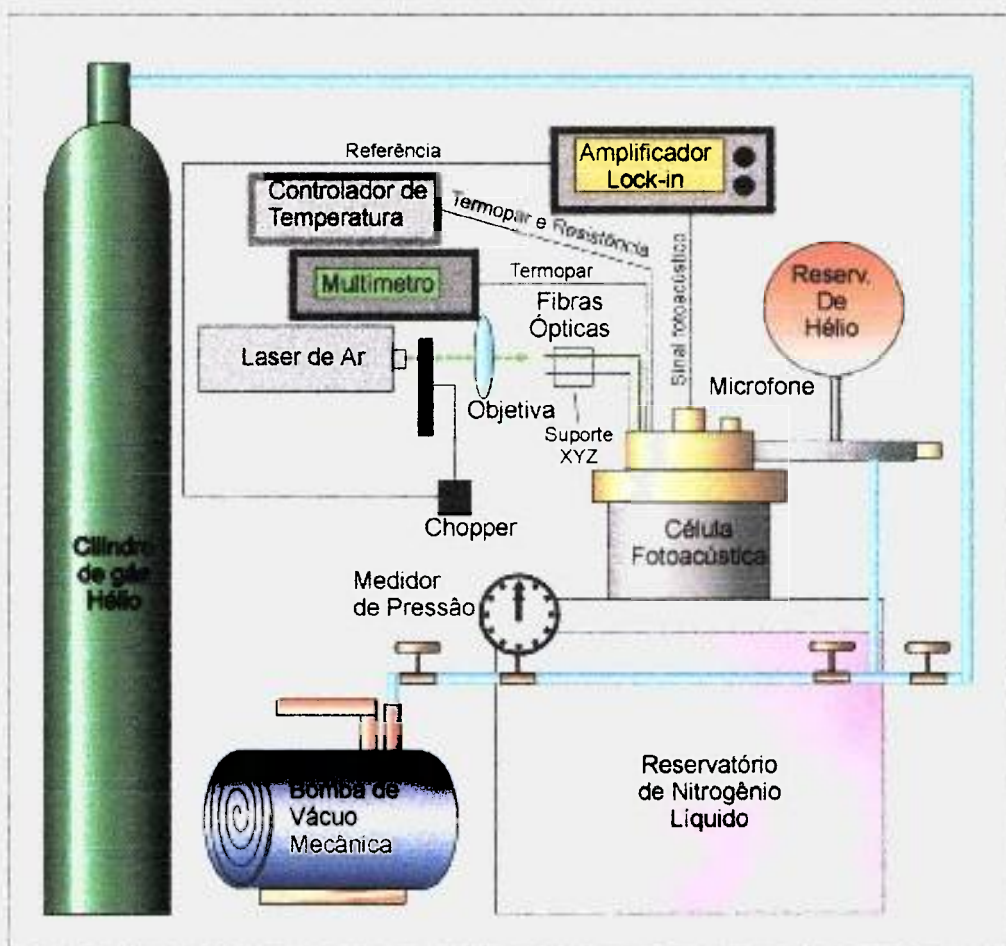 Referência
Amplificador
Lock-in
Controlador de
Temperatura
Termopar e Resistência
Multimetro
Termopar
Sinal fotoacústico
Reserv.
De
Hélio
Fibras
Ópticas
Laser de Ar
Objetiva
Microfone
Suporte
XYZ
Chopper
Célula
Fotoacústica
Cilindro
de gás
Hélio
Medidor
de Pressão
Bomba de
Vácuo
Mecânica
Reservatório
de Nitrogênio
Líquido